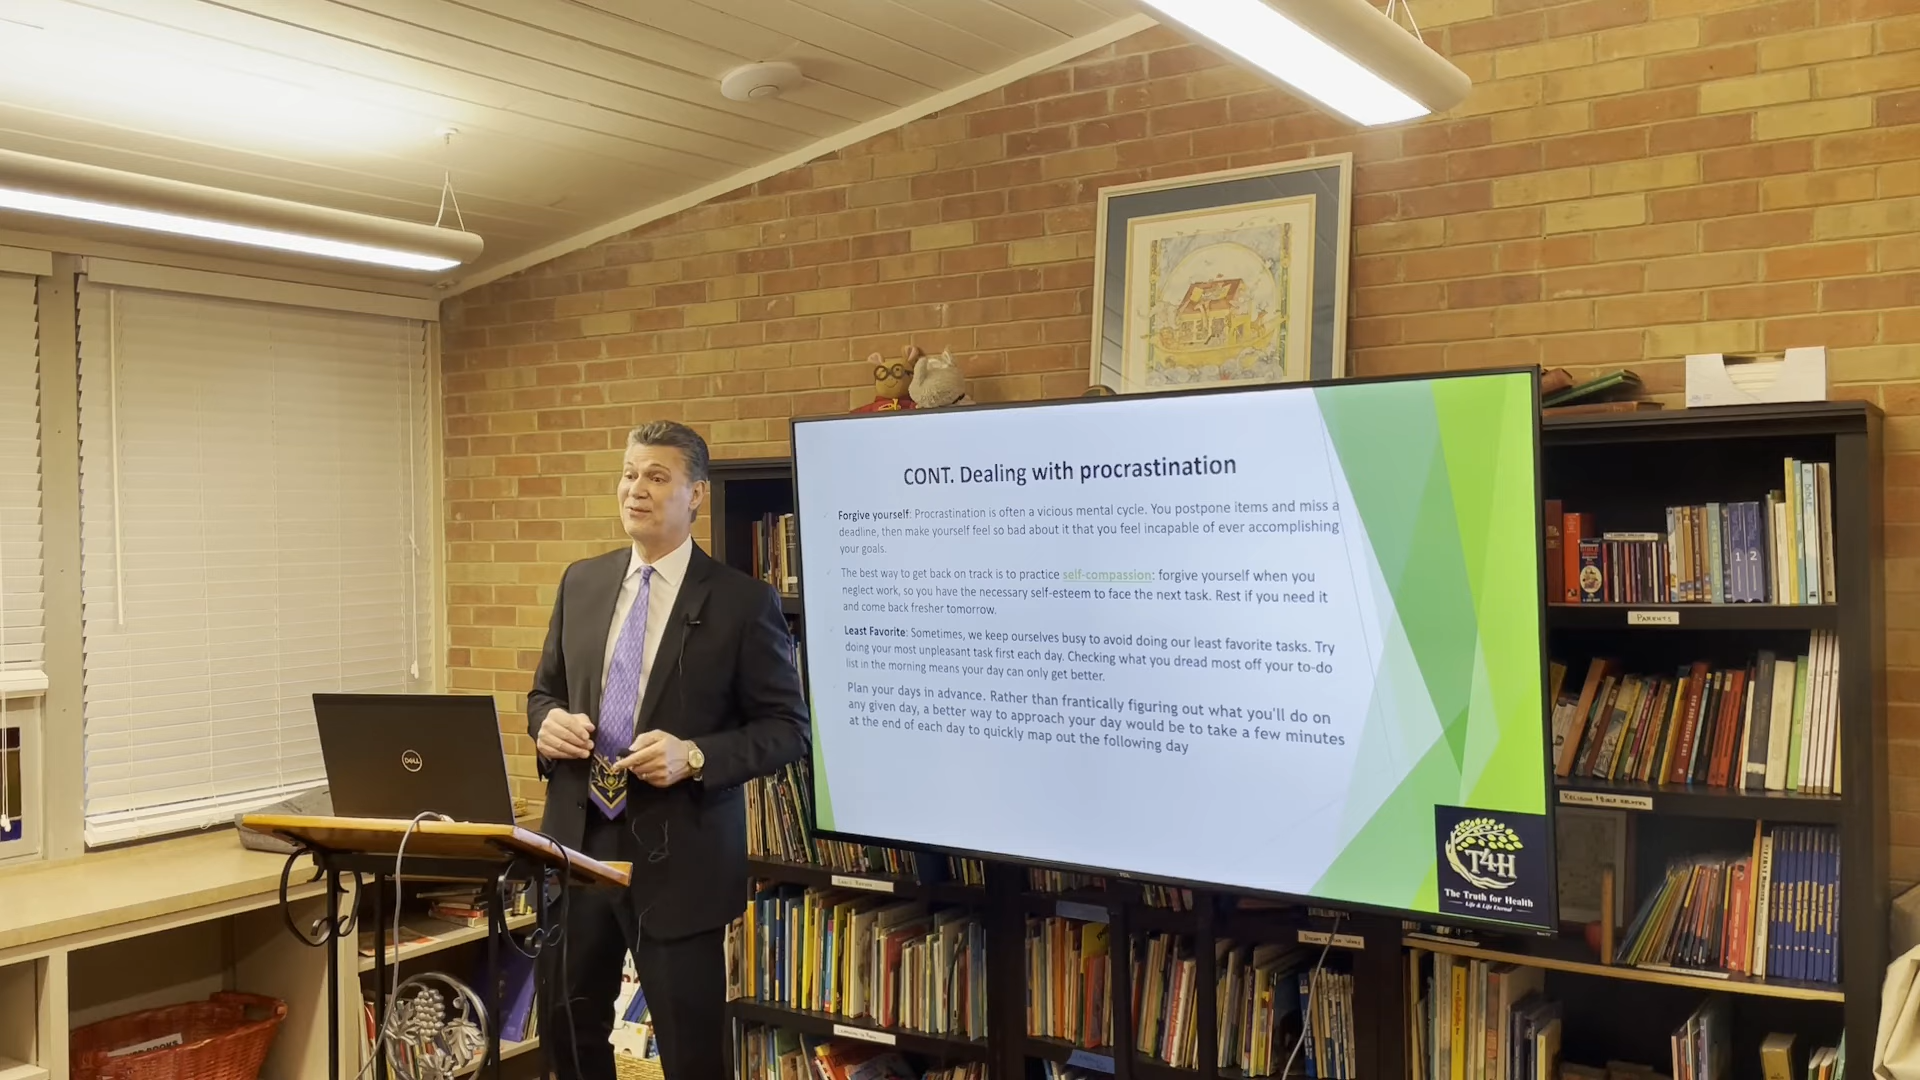 CONT. Dealing with procrastination
Forgive yourself: Procrastination is often a vicious mental cycle. You postpone items and miss a
deadline, then make yourself feel so bad about it that you feel incapable of ever accomplishing
your goals.
The best way to get back on track is to practice self-compassion: forgive yourself when you
neglect work, so you have the necessary self-esteem to face the next task. Rest if you need it
and come back fresher tomorrow.
Least Favorite: Sometimes, we keep ourselves busy to avoid doing our least favorite tasks. Try
doing your most unpleasant task first each day. Checking what you dread most off your to-do
list in the morning means your day can only get better.
Plan your days in advance. Rather than frantically figuring out what you'll do on
any given day, a better way to approach your day would be to take a few minutes
at the end of each day to quickly map out the following day
T4H
The Truth for Health
Life & Life Eternal
DELL
TCL
PARENTS
1 2
BOOKS